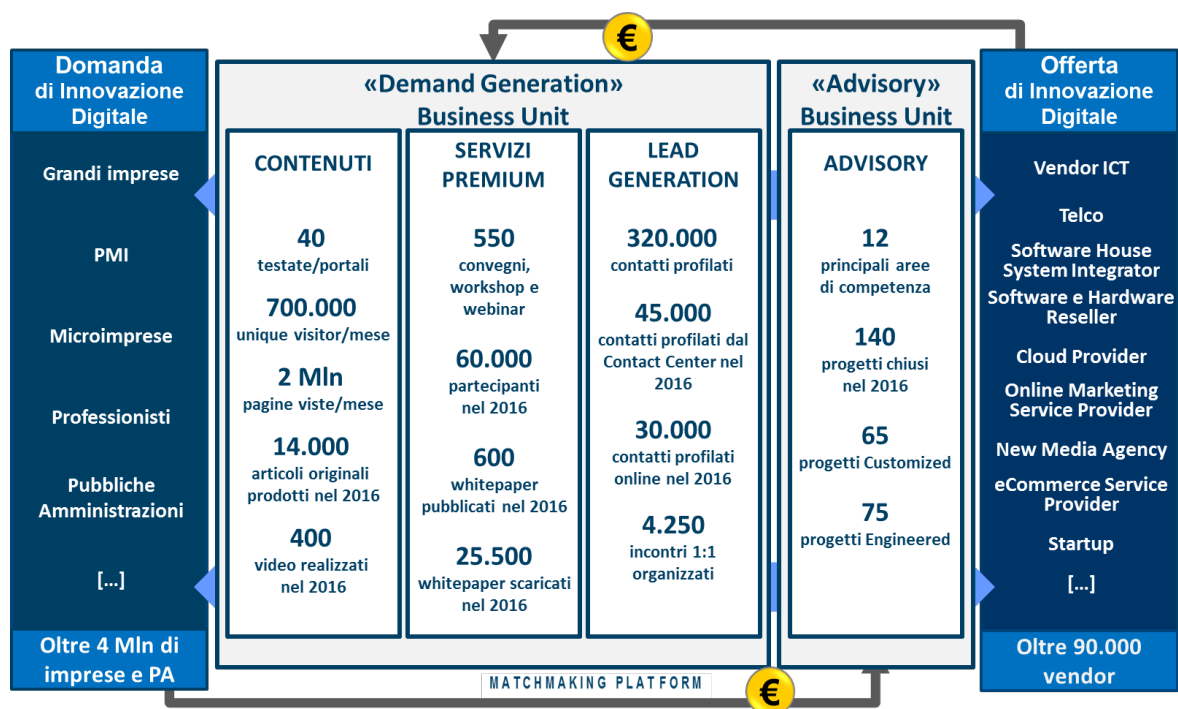 €
Domanda
di Innovazione
Digitale
Grandi imprese
PMI
Microimprese
Professionisti
Pubbliche
Amministrazioni
[...]
Oltre 4 Mln di
imprese e PA
«Demand Generation»
Business Unit
CONTENUTI
40
testate/portali
700.000
unique visitor/mese
2 Mln
pagine viste/mese
14.000
articoli originali
prodotti nel 2016
400
video realizzati
nel 2016
SERVIZI
PREMIUM
550
convegni,
workshop e
webinar
60.000
partecipanti
nel 2016
600
whitepaper
pubblicati nel 2016
25.500
whitepaper scaricati
nel 2016
LEAD
GENERATION
320.000
contatti profilati
45.000
contatti profilati dal
Contact Center nel
2016
30.000
contatti profilati
online nel 2016
4.250
incontri 1:1
organizzati
«Advisory»
Business Unit
ADVISORY
12
principali aree
di competenza
140
progetti chiusi
nel 2016
65
progetti Customized
75
progetti Engineered
Offerta
di Innovazione
Digitale
Vendor ICT
Telco
Software House
System Integrator
Software e Hardware
Reseller
Cloud Provider
Online Marketing
Service Provider
New Media Agency
eCommerce Service
Provider
Startup
[...]
Oltre 90.000
vendor
MATCHMAKING PLATFORM
€